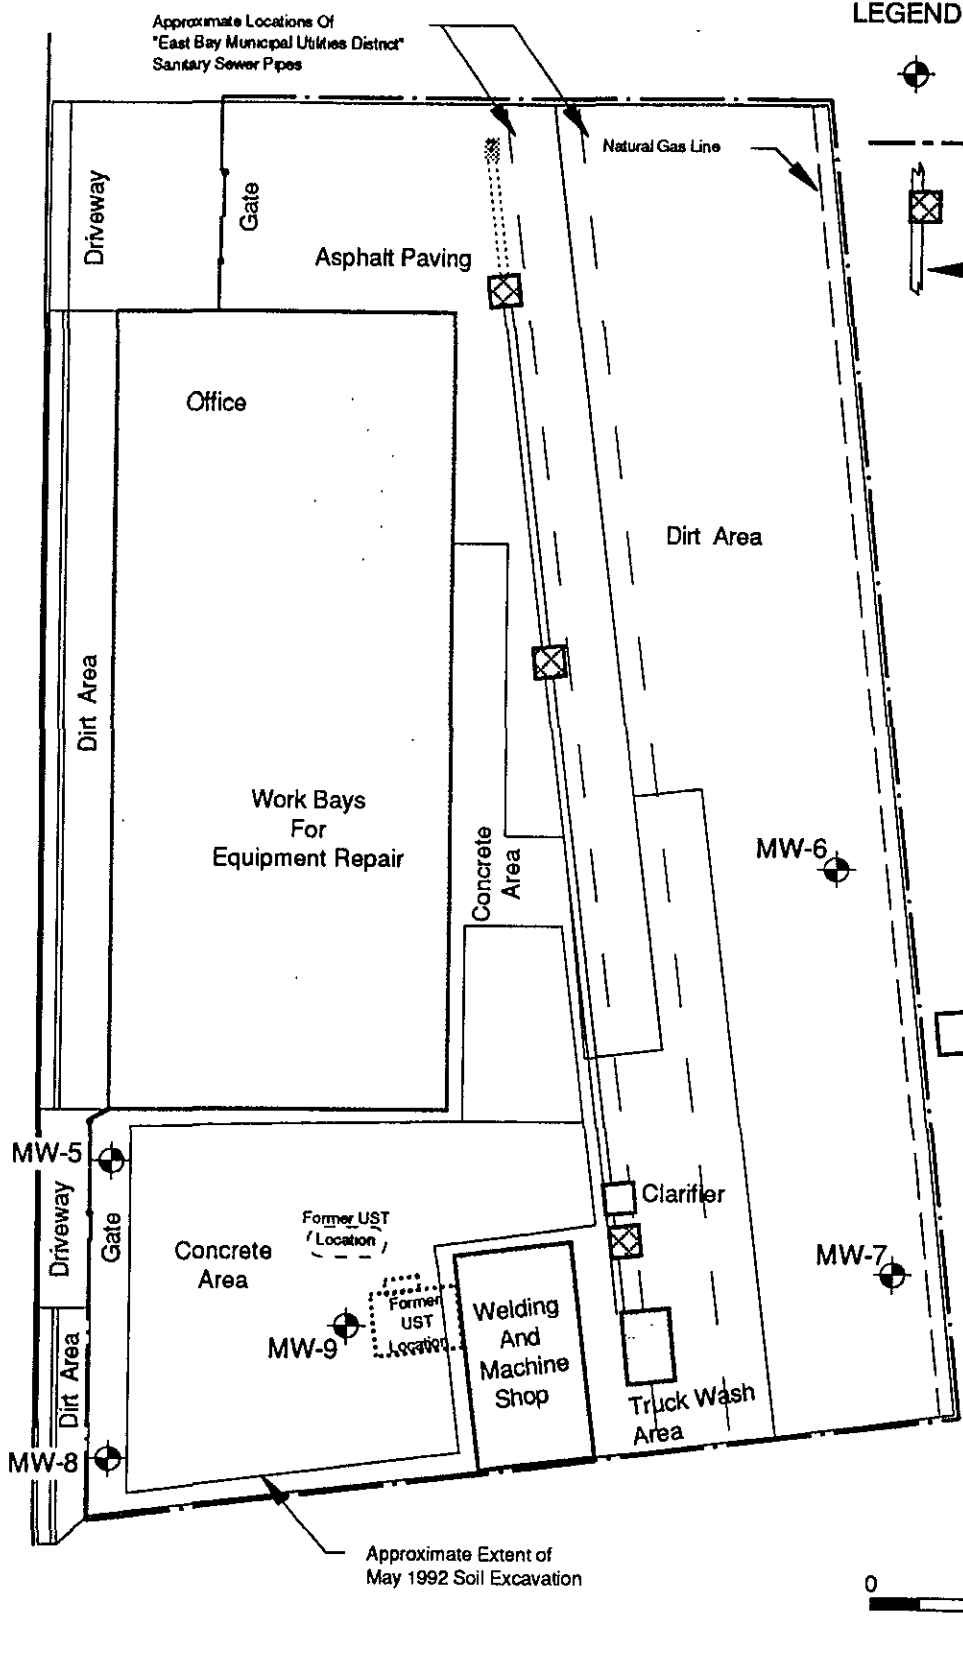 Approximate Locations Of
"East Bay Municipal Utilities District"
Sanitary Sewer Pipes
LEGEND
Natural Gas Line
Driveway
Gate
Asphalt Paving
Office
Dirt Area
Dirt Area
Work Bays
For
Equipment Repair
Concrete
Area
MW-6
MW-5
Driveway
Gate
Former UST
Location
Clarifier
Concrete
Area
MW-7
Former
UST
Location
Welding
And
Machine
Shop
MW-9
Dirt Area
Truck Wash
Area
MW-8
Approximate Extent of
May 1992 Soil Excavation
0